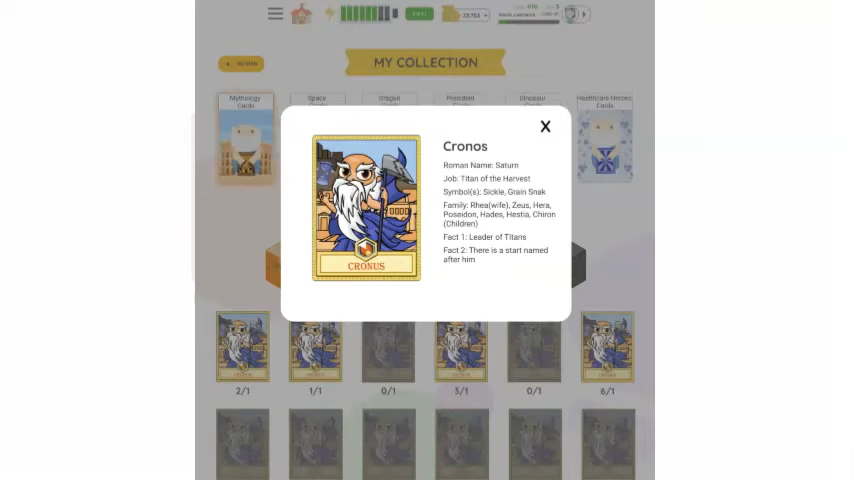 33,703
RETURN
MY COLLECTION
Mythology
Cards
Space
Dragon
President
Dinosaur
Healthcare Heroes
Cards
X
Cronos
Roman Name: Saturn
Job: Titan of the Harvest
Symbol(s): Sickle, Grain Snak
Family: Rhea(wife), Zeus, Hera,
Poseidon, Hades, Hestia, Chiron
(Children)
Fact 1: Leader of Titans
Fact 2: There is a start named
after him
CRONUS
2/1
1/1
0/1
3/1
0/1
6/1